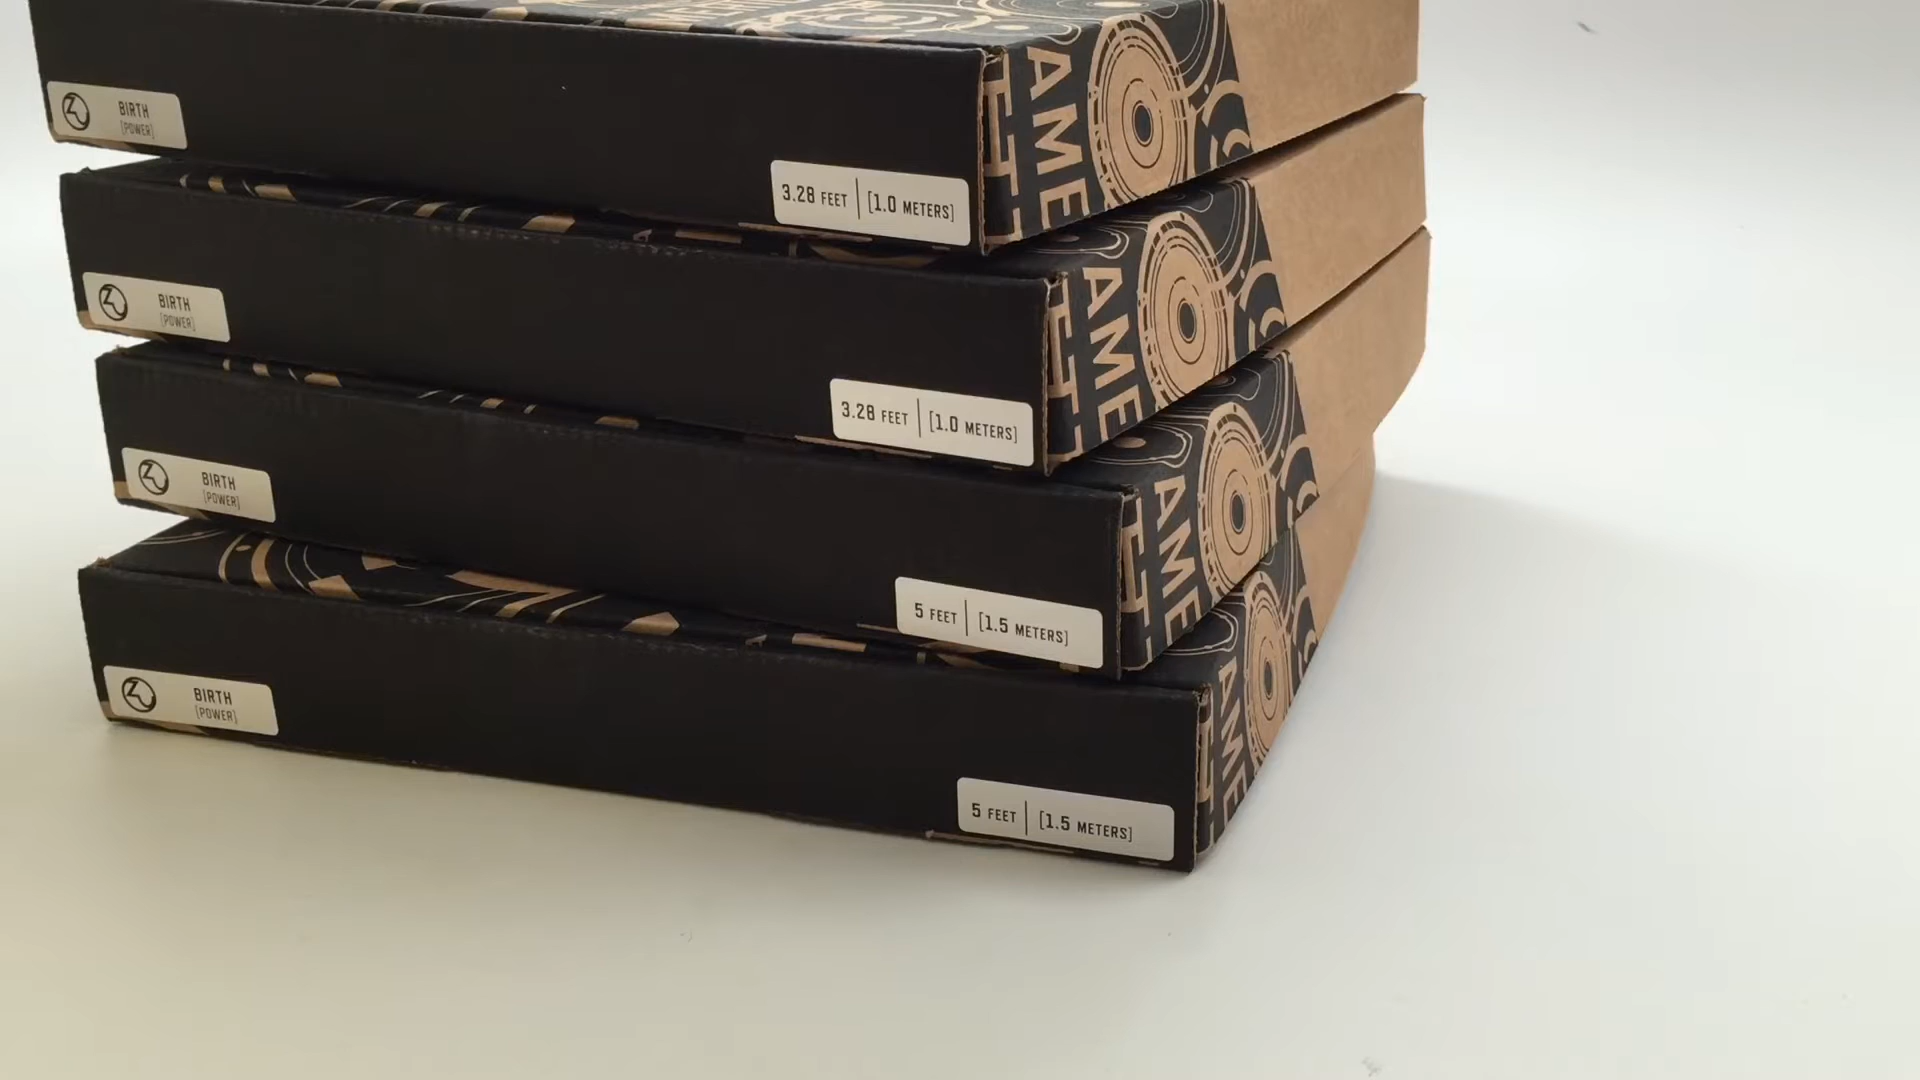 BIRTH
[POWER]
3.28 FEET | [1.0 METERS]
AME
BIRTH
[POWER]
3.28 FEET | [1.0 METERS]
AME
BIRTH
[POWER]
5 FEET | [1.5 METERS]
AME
BIRTH
[POWER]
5 FEET | [1.5 METERS]
AME